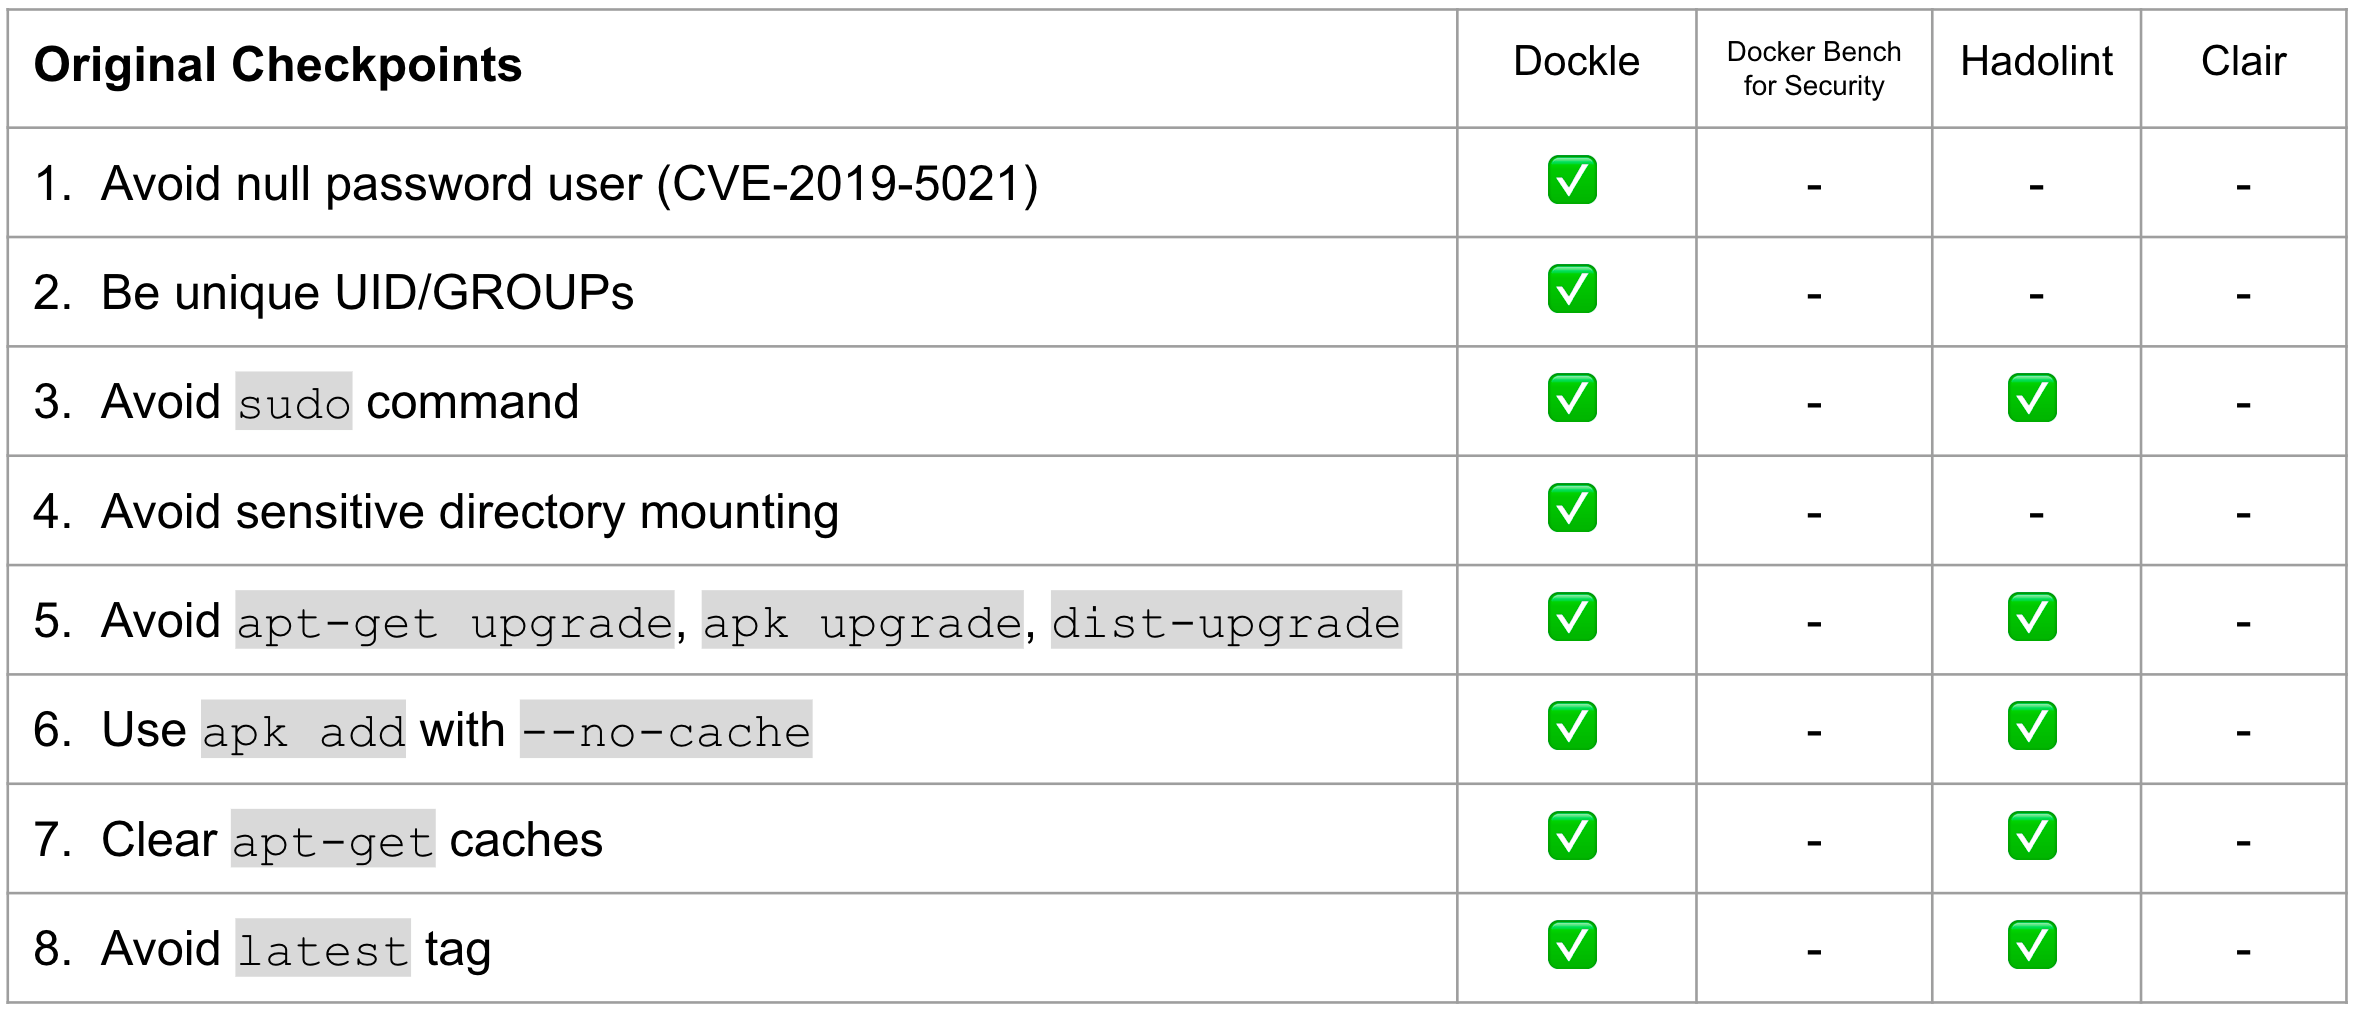 Original Checkpoints Dockle Docker Bench for Security Hadolint Clair
1. Avoid null password user (CVE-2019-5021) ✅ - - -
2. Be unique UID/GROUPs ✅ - - -
3. Avoid sudo command ✅ - ✅ -
4. Avoid sensitive directory mounting ✅ - - -
5. Avoid apt-get upgrade, apk upgrade, dist-upgrade ✅ - ✅ -
6. Use apk add with --no-cache ✅ - ✅ -
7. Clear apt-get caches ✅ - ✅ -
8. Avoid latest tag ✅ - ✅ -